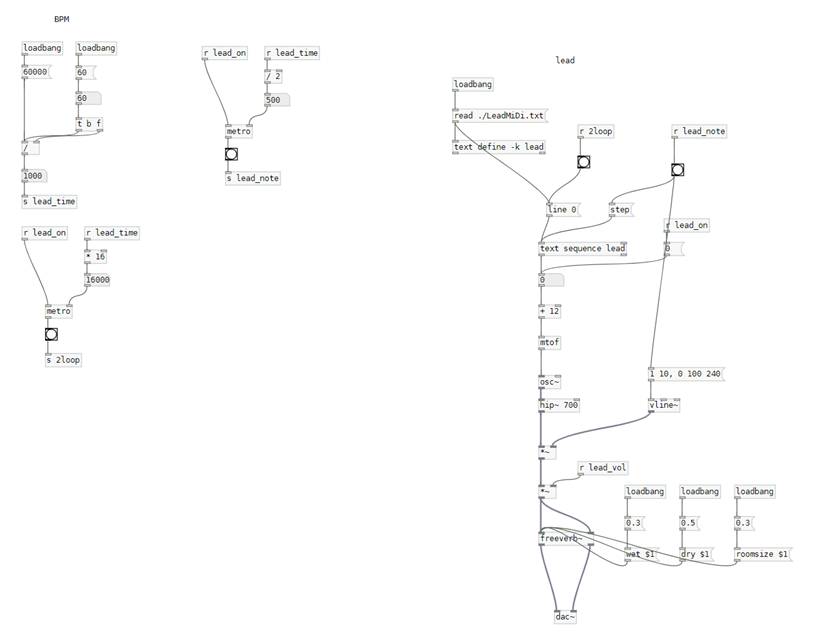 BPM
loadbang
loadbang
60000
60
60
t b f
/
1000
s lead_time
r lead_on
r lead_time
* 16
16000
metro
s 2loop
r lead_on
r lead_time
/ 2
500
metro
s lead_note
lead
loadbang
read ./LeadMiDi.txt
text define -k lead
r 2loop
r lead_note
line 0
step
r lead_on
text sequence lead
0
0
+ 12
mtof
1 10, 0 100 240
osc~
hip~ 700
vline~
*~
r lead_vol
*~
loadbang
loadbang
loadbang
0.3
0.5
0.3
freeverb~
wet $1
dry $1
roomsize $1
dac~